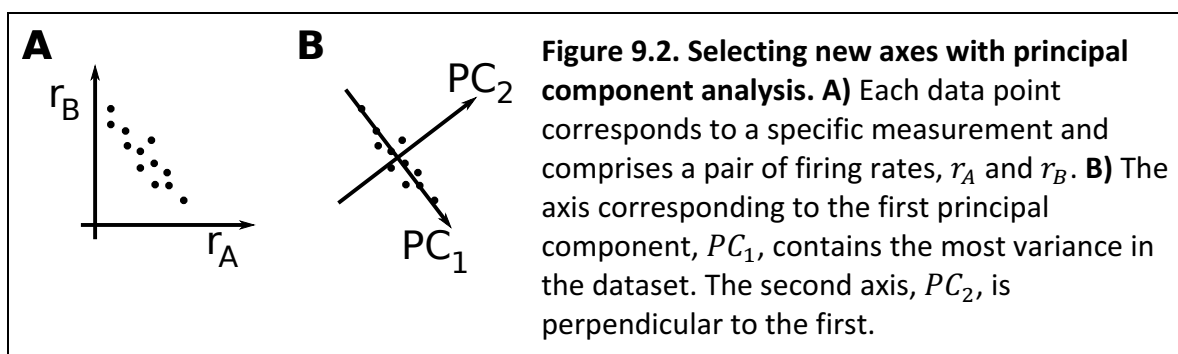 A
r_B
r_A
B
PC_2
PC_1
Figure 9.2. Selecting new axes with principal
component analysis. A) Each data point
corresponds to a specific measurement and
comprises a pair of firing rates, r_A and r_B. B) The
axis corresponding to the first principal
component, PC_1, contains the most variance in
the dataset. The second axis, PC_2, is
perpendicular to the first.